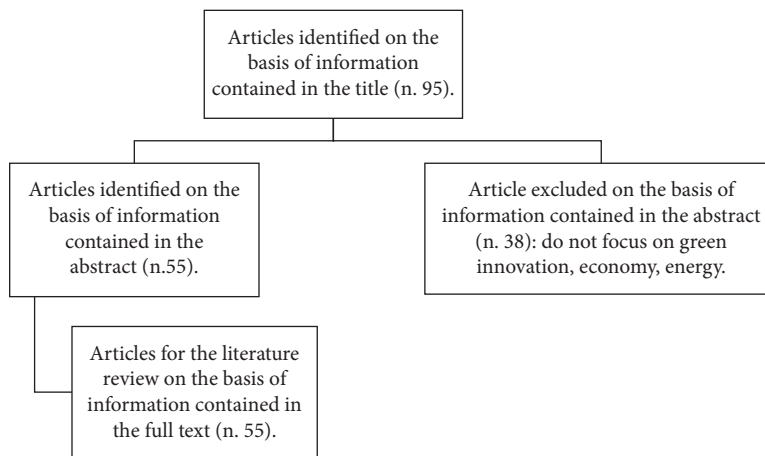 Articles identified on the
basis of information
contained in the title (n. 95).
Articles identified on the
basis of information
contained in the
abstract (n.55).
Article excluded on the basis of
information contained in the abstract
(n. 38): do not focus on green
innovation, economy, energy.
Articles for the literature
review on the basis of
information contained in
the full text (n. 55).